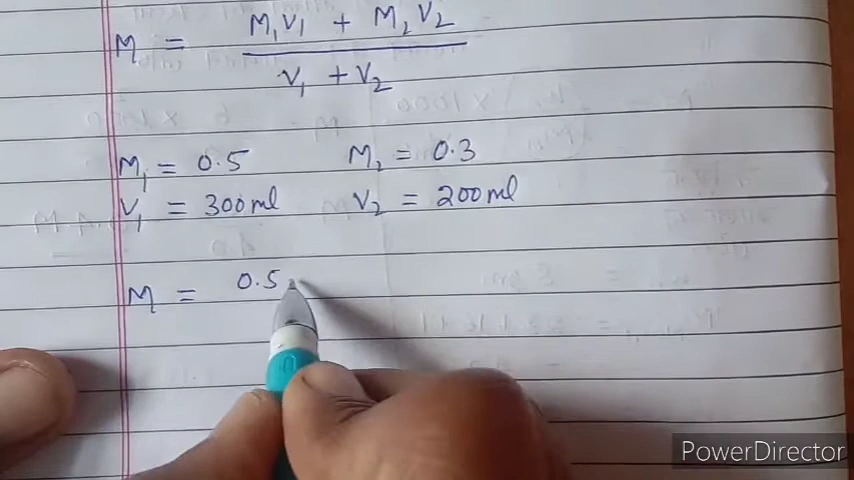 M = M₁V₁ + M₂V₂ / V₁ + V₂
M₁ = 0.5 M₂ = 0.3
V₁ = 300ml V₂ = 200ml
M = 0.5
PowerDirector